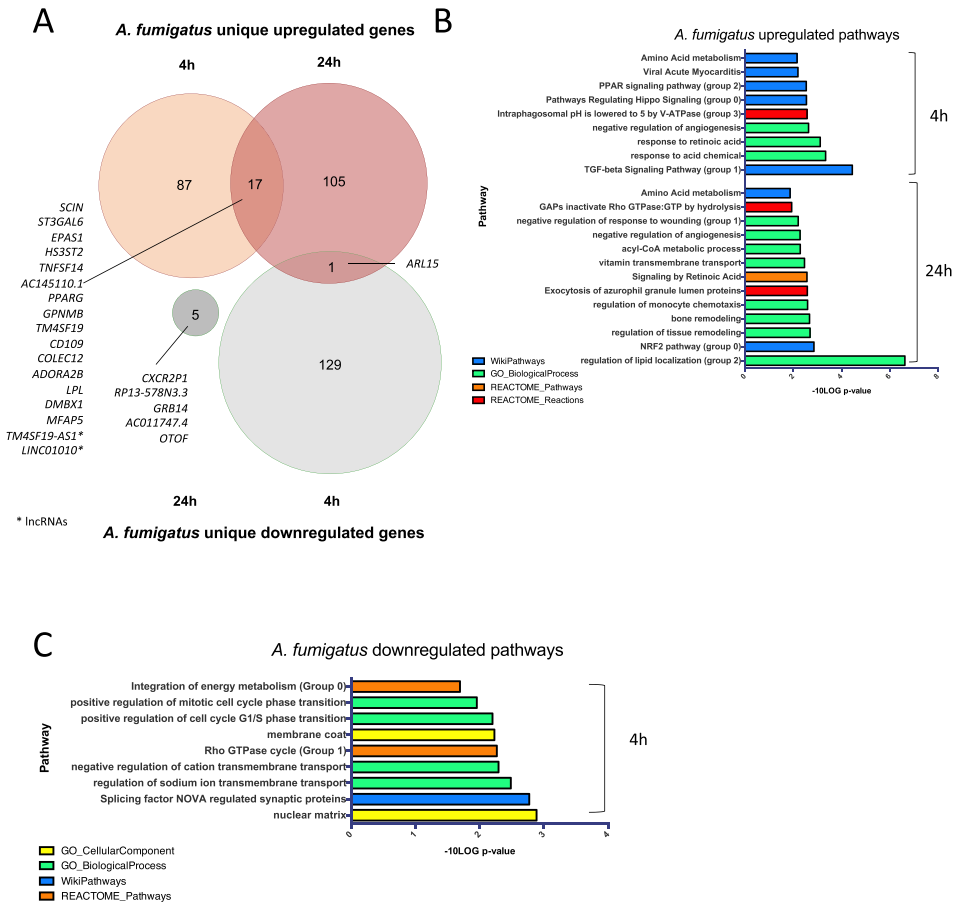 A
A. fumigatus unique upregulated genes
4h
24h
87
17
105
1
ARL15
5
129
SCIN
ST3GAL6
EPAS1
HS3ST2
TNFSF14
AC145110.1
PPARG
GPNMB
TM4SF19
CD109
COLEC12
ADORA2B
LPL
DMBX1
MFAP5
TM4SF19-AS1*
LINC01010*
CXCR2P1
RP13-578N3.3
GRB14
AC011747.4
OTOF
24h
4h
* lncRNAs
A. fumigatus unique downregulated genes
B
A. fumigatus upregulated pathways
Pathway
Amino Acid metabolism
Viral Acute Myocarditis
PPAR signaling pathway (group 2)
Pathways Regulating Hippo Signaling (group 0)
Intraphagosomal pH is lowered to 5 by V-ATPase (group 3)
negative regulation of angiogenesis
response to retinoic acid
response to acid chemical
TGF-beta Signaling Pathway (group 1)
4h
Amino Acid metabolism
GAPs inactivate Rho GTPase:GTP by hydrolysis
negative regulation of response to wounding (group 1)
negative regulation of angiogenesis
acyl-CoA metabolic process
vitamin transmembrane transport
Signaling by Retinoic Acid
Exocytosis of azurophil granule lumen proteins
regulation of monocyte chemotaxis
bone remodeling
regulation of tissue remodeling
NRF2 pathway (group 0)
regulation of lipid localization (group 2)
24h
0 2 4 6 8
-10LOG p-value
WikiPathways
GO_BiologicalProcess
REACTOME_Pathways
REACTOME_Reactions
C
A. fumigatus downregulated pathways
Pathway
Integration of energy metabolism (Group 0)
positive regulation of mitotic cell cycle phase transition
positive regulation of cell cycle G1/S phase transition
membrane coat
Rho GTPase cycle (Group 1)
negative regulation of cation transmembrane transport
regulation of sodium ion transmembrane transport
Splicing factor NOVA regulated synaptic proteins
nuclear matrix
4h
0 1 2 3 4
-10LOG p-value
GO_CellularComponent
GO_BiologicalProcess
WikiPathways
REACTOME_Pathways